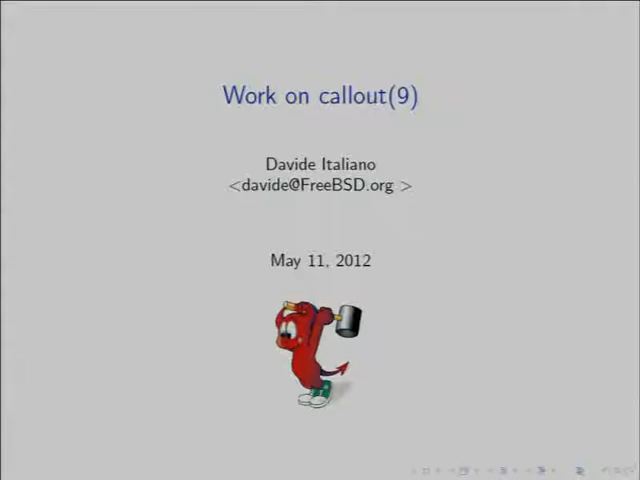 Work on callout(9)
Davide Italiano
<davide@FreeBSD.org >
May 11, 2012